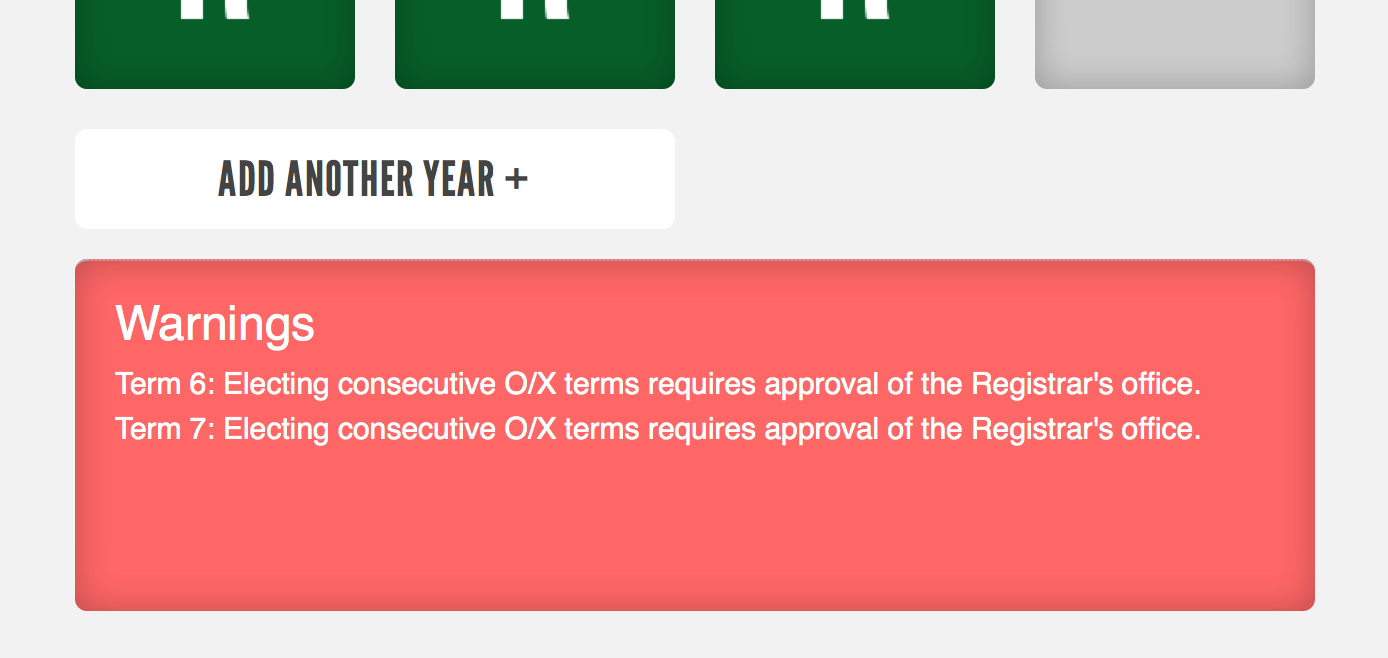 ADD ANOTHER YEAR +
Warnings
Term 6: Electing consecutive O/X terms requires approval of the Registrar's office.
Term 7: Electing consecutive O/X terms requires approval of the Registrar's office.